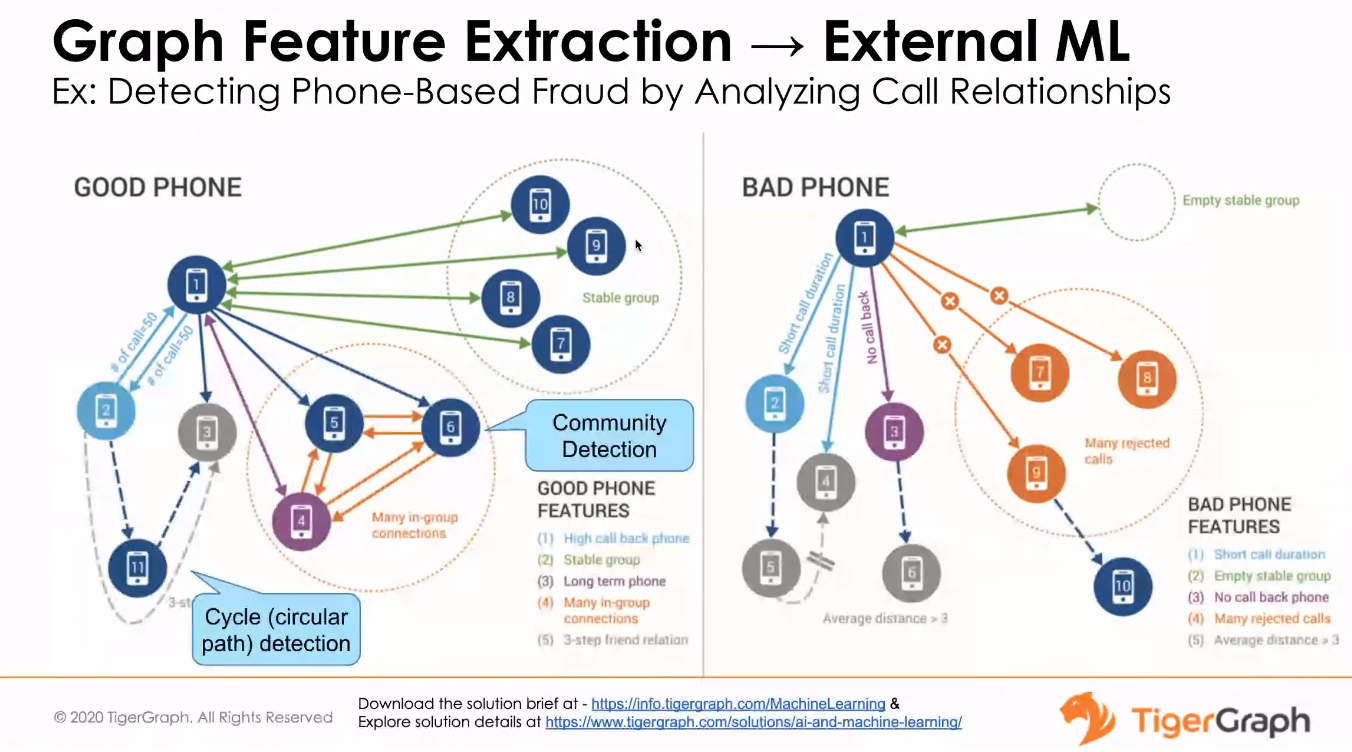 Graph Feature Extraction → External ML
Ex: Detecting Phone-Based Fraud by Analyzing Call Relationships
GOOD PHONE
10
9
1
8
Stable group
7
# of call=50
# of call=50
2
3
5
6
4
Many in-group
connections
11
3-st
Community
Detection
Cycle (circular
path) detection
GOOD PHONE
FEATURES
(1) High call back phone
(2) Stable group
(3) Long term phone
(4) Many in-group
connections
(5) 3-step friend relation
BAD PHONE
Empty stable group
1
Short call duration
Short call duration
No call back
7
8
2
3
4
9
Many rejected
calls
5
6
10
Average distance > 3
BAD PHONE
FEATURES
(1) Short call duration
(2) Empty stable group
(3) No call back phone
(4) Many rejected calls
(5) Average distance > 3
© 2020 TigerGraph. All Rights Reserved
Download the solution brief at - https://info.tigergraph.com/MachineLearning &
Explore solution details at https://www.tigergraph.com/solutions/ai-and-machine-learning/
TigerGraph